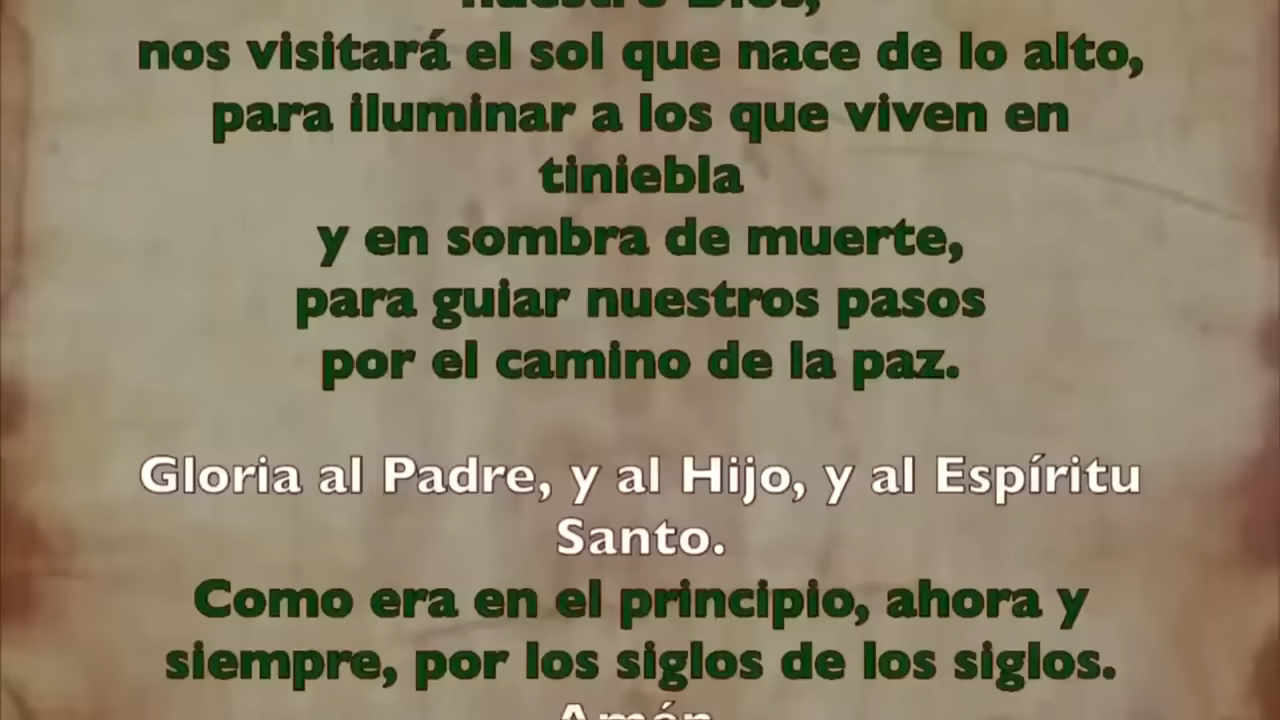 nuestro Dios,
nos visitará el sol que nace de lo alto,
para iluminar a los que viven en
tiniebla
y en sombra de muerte,
para guiar nuestros pasos
por el camino de la paz.
Gloria al Padre, y al Hijo, y al Espíritu
Santo.
Como era en el principio, ahora y
siempre, por los siglos de los siglos.
Amén